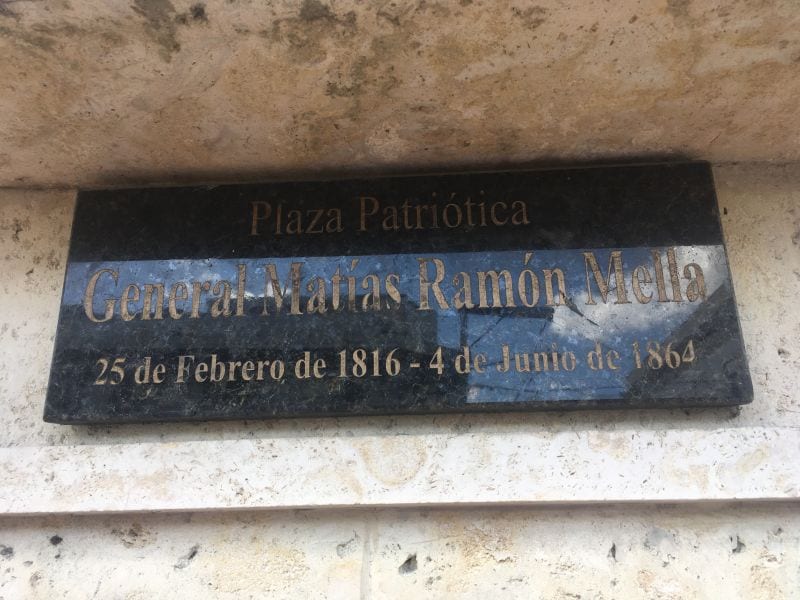 Plaza Patriótica
General Matías Ramón Mella
25 de Febrero de 1816 - 4 de Junio de 1864